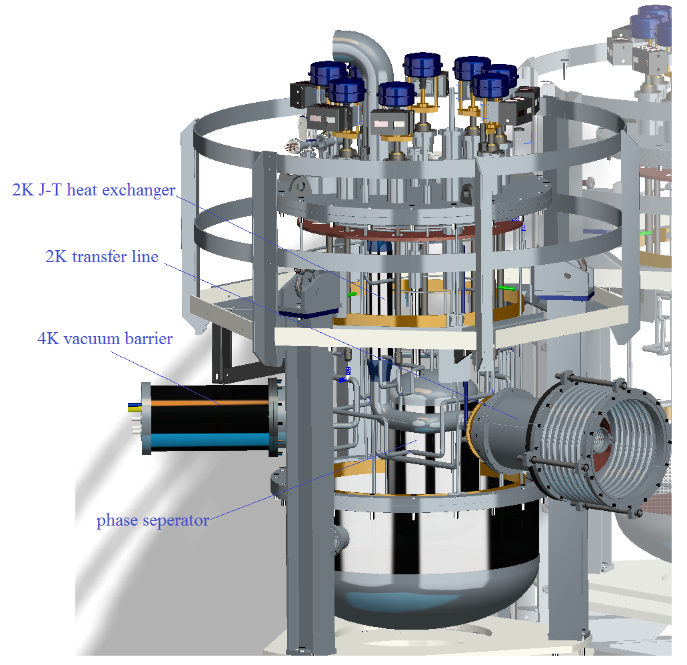 2K J-T heat exchanger
2K transfer line
4K vacuum barrier
phase seperator